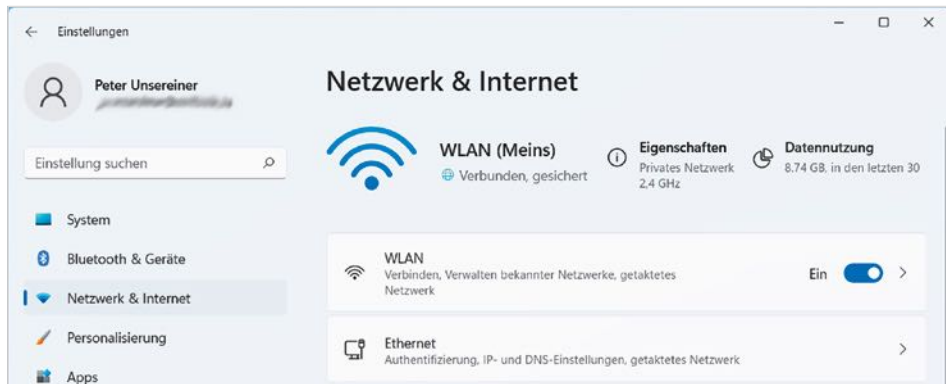 Einstellungen
Peter Unsereiner
Einstellung suchen
System
Bluetooth & Geräte
Netzwerk & Internet
Personalisierung
Apps
Netzwerk & Internet
WLAN (Meins)
Verbunden, gesichert
Eigenschaften
Privates Netzwerk
2,4 GHz
Datennutzung
8.74 GB, in den letzten 30
WLAN
Verbinden, Verwalten bekannter Netzwerke, getaktetes
Netzwerk
Ein
Ethernet
Authentifizierung, IP- und DNS-Einstellungen, getaktetes Netzwerk